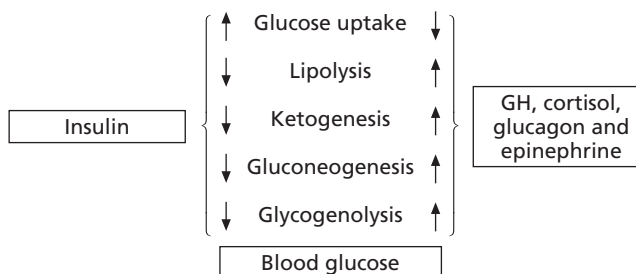 Glucose uptake
Lipolysis
Ketogenesis
Gluconeogenesis
Glycogenolysis
Insulin
GH, cortisol,
glucagon and
epinephrine
Blood glucose